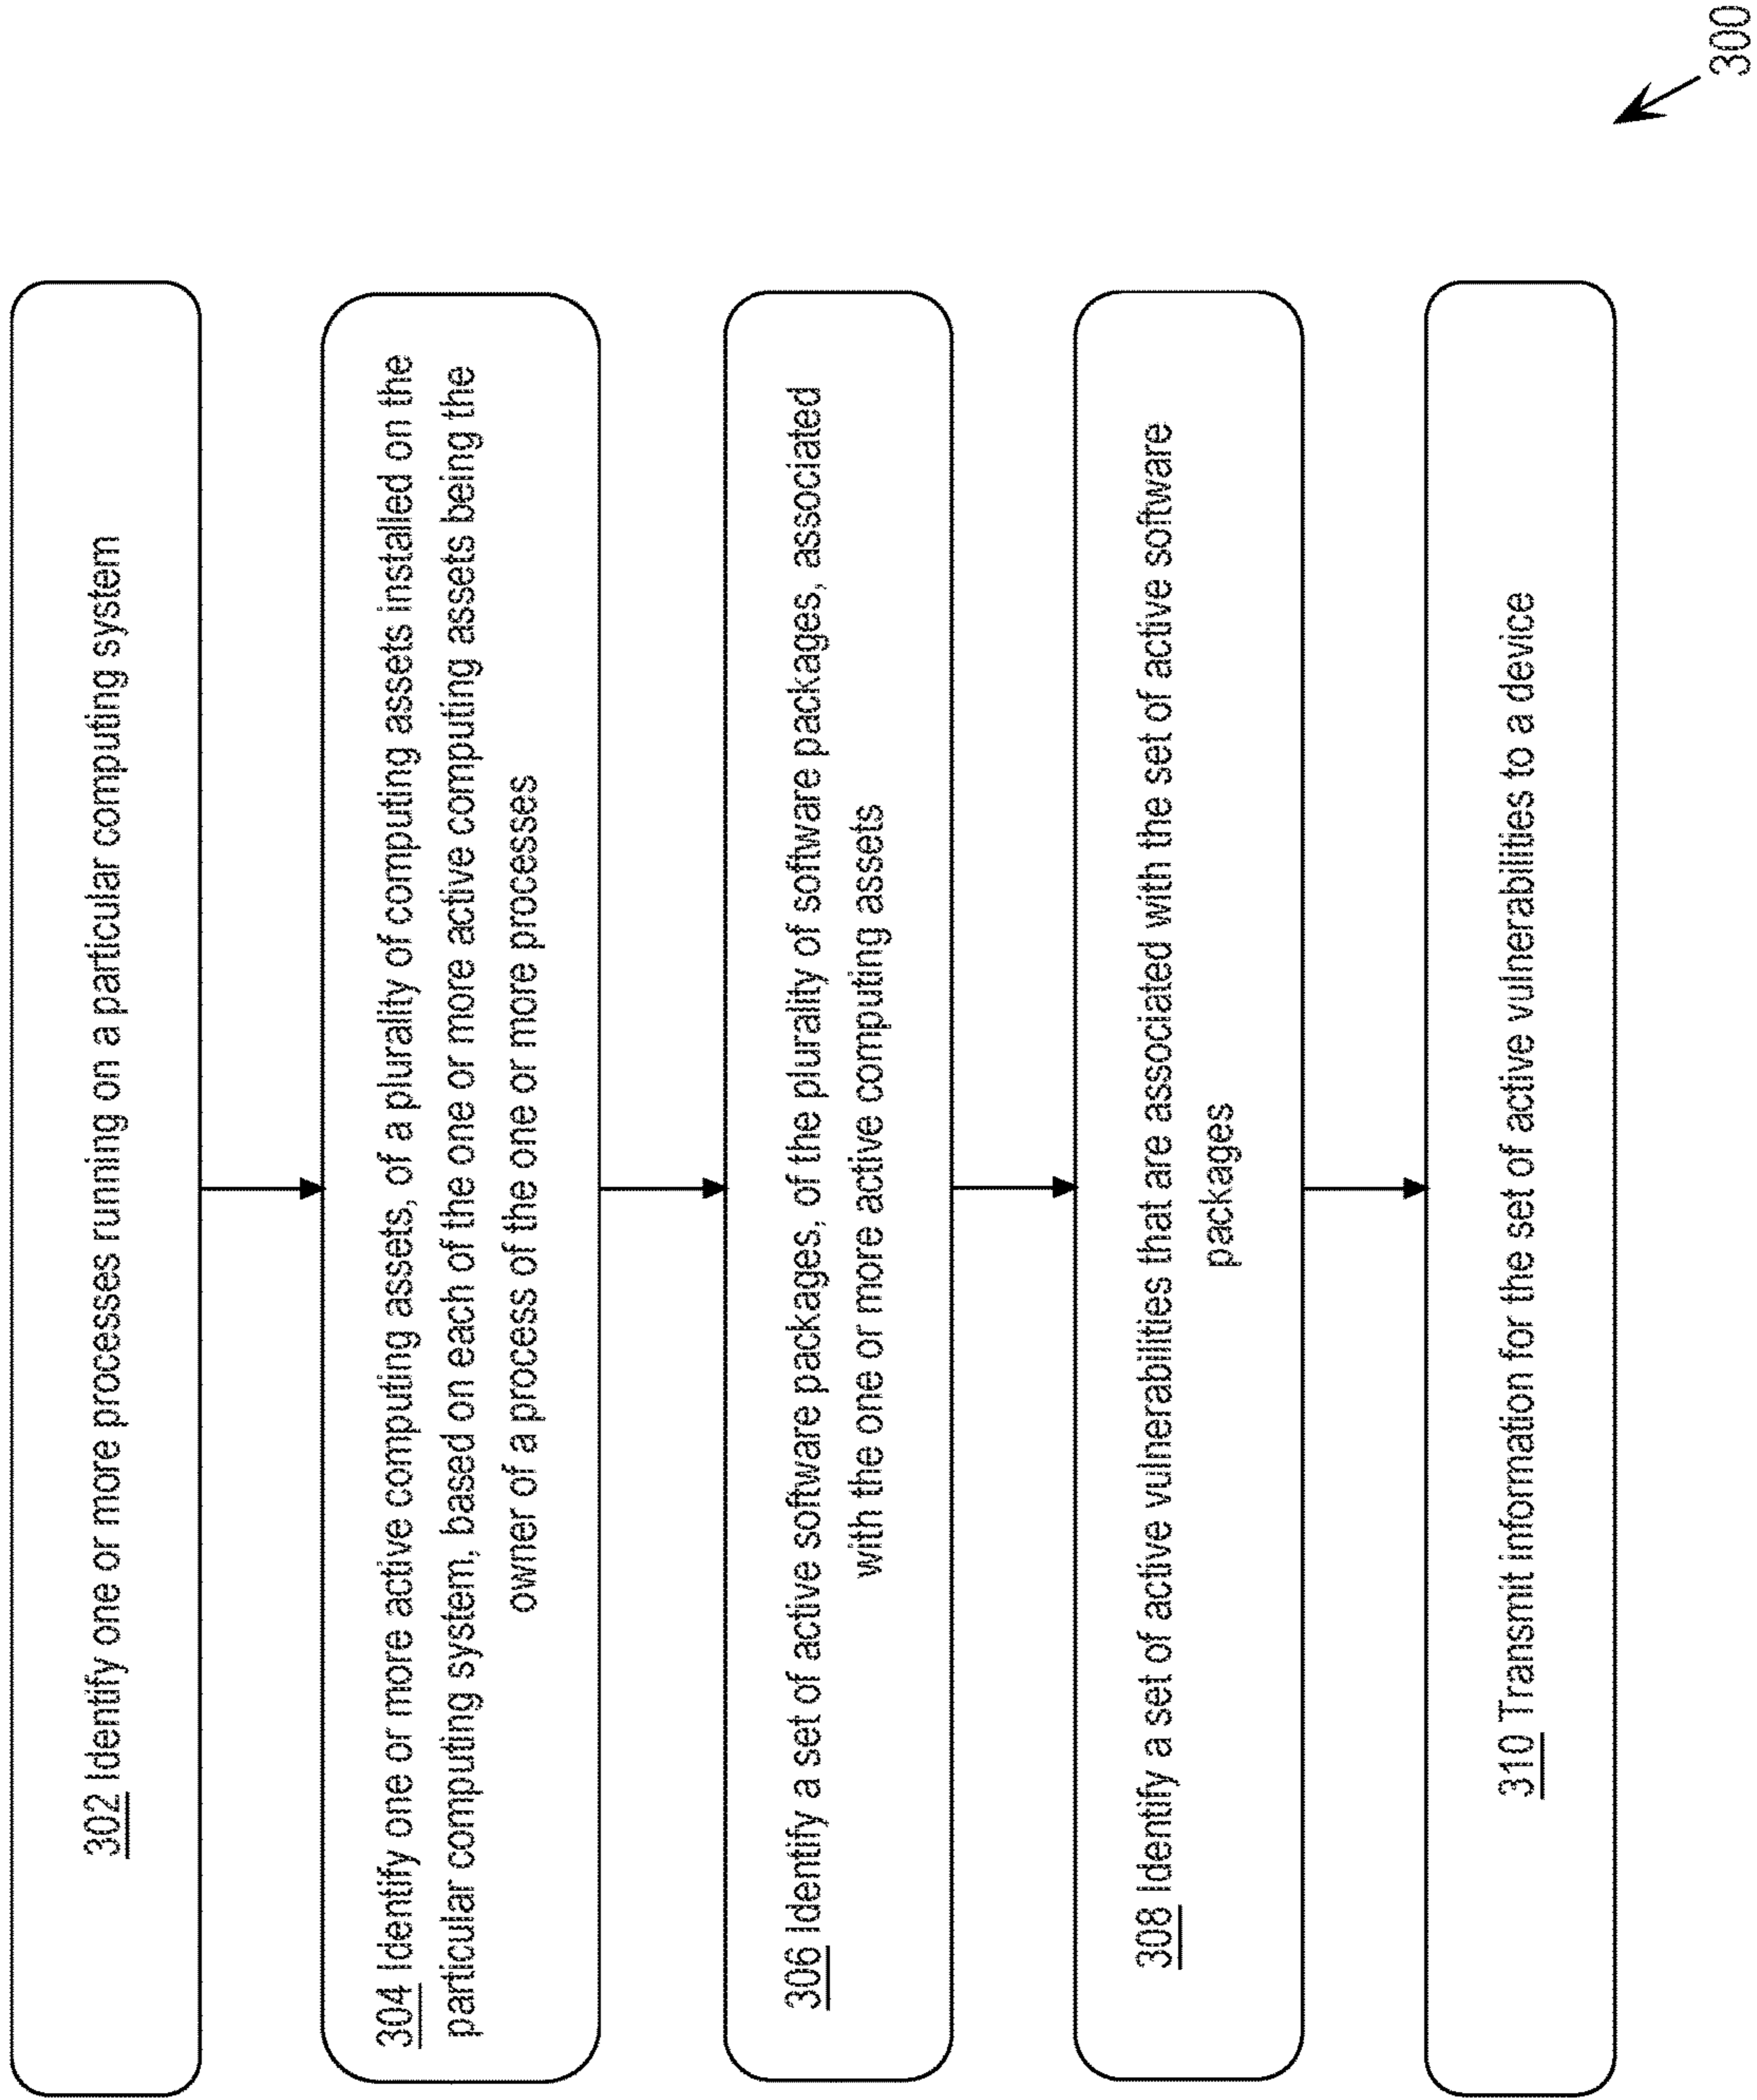 302 Identify one or more processes running on a particular computing system
304 Identify one or more active computing assets, of a plurality of computing assets installed on the
particular computing system, based on each of the one or more active computing assets being the
owner of a process of the one or more processes
306 Identify a set of active software packages, of the plurality of software packages, associated
with the one or more active computing assets
308 Identify a set of active vulnerabilities that are associated with the set of active software
packages
310 Transmit information for the set of active vulnerabilities to a device
300